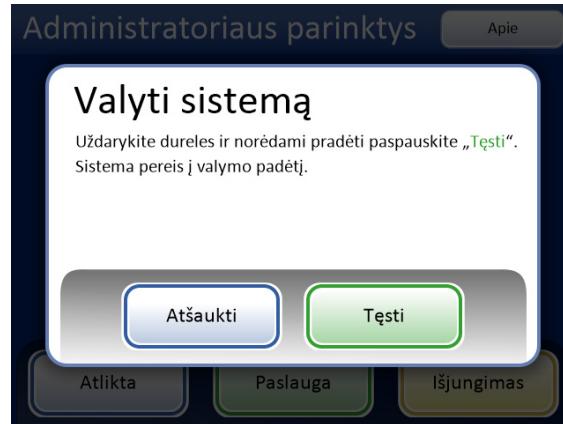 Administratoriaus parinktys
Apie
Valyti sistemą
Uždarykite dureles ir norėdami pradėti paspauskite „Tęsti“.
Sistema pereis į valymo padėtį.
Atšaukti
Tęsti
Atlikta
Paslauga
Išjungimas